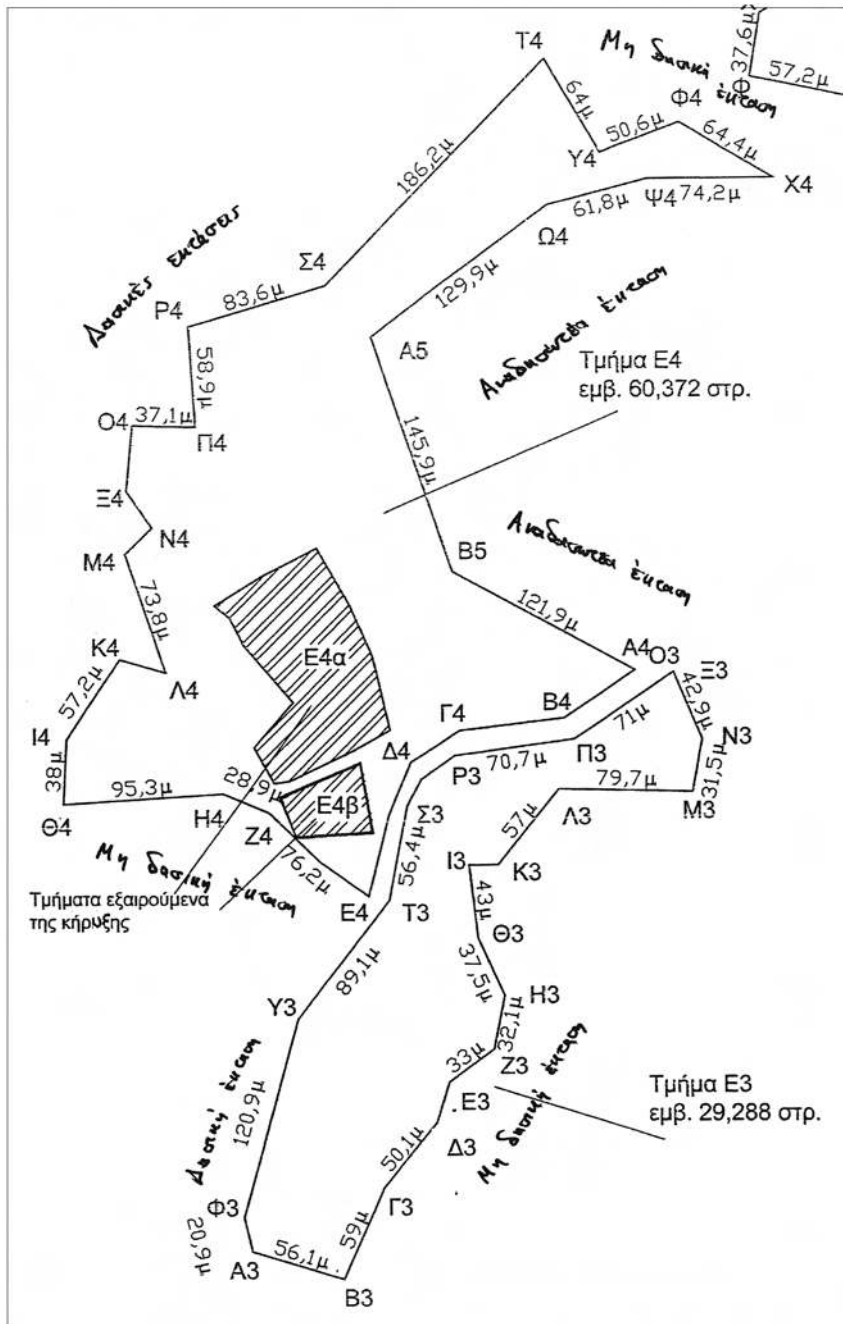 Τ4
Μη δασική έκταση
37,6μ
Φ
57,2μ
64μ
50,6μ
Φ4
64,4μ
Υ4
Χ4
186,2μ
61,8μ
Ψ4
74,2μ
Ω4
Δασικές εκτάσεις
Σ4
83,6μ
129,9μ
Ρ4
Αναδασωτέα έκταση
58,9μ
Α5
Τμήμα Ε4
εμβ. 60,372 στρ.
Ο4
37,1μ
Π4
145,9μ
Ξ4
Ν4
Μ4
Β5
Αναδασωτέα έκταση
73,8μ
121,9μ
Κ4
Λ4
Ε4α
Α4
Ο3
Ξ3
57,2μ
42,9μ
Ι4
Γ4
Β4
71μ
Ν3
38μ
Δ4
Ρ3
70,7μ
Π3
31,5μ
95,3μ
28,9μ
79,7μ
Θ4
Η4
Ε4β
Σ3
Λ3
Μ3
Ζ4
57μ
Μη δασική έκταση
76,2μ
56,4μ
Ι3
Κ3
Τμήματα εξαιρούμενα
της κήρυξης
Ε4
Τ3
43μ
Θ3
89,1μ
37,5μ
Υ3
Η3
32,1μ
Δασική έκταση
120,9μ
33μ
Ζ3
Ε3
Μη δασική έκταση
Τμήμα Ε3
εμβ. 29,288 στρ.
Δ3
50,1μ
Φ3
Γ3
20,9μ
59μ
Α3
56,1μ
Β3